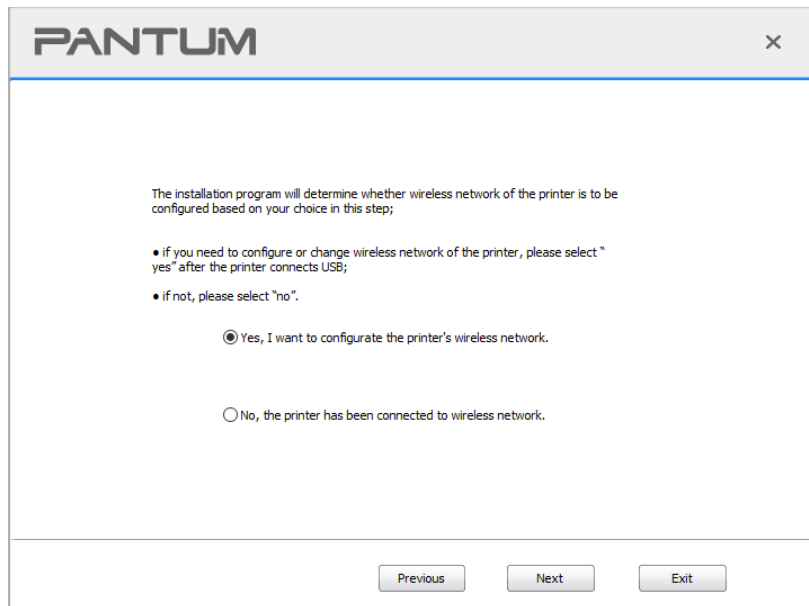 PANTUM
The installation program will determine whether wireless network of the printer is to be
configured based on your choice in this step;
● if you need to configure or change wireless network of the printer, please select “
yes” after the printer connects USB;
● if not, please select “no”.
Yes, I want to configurate the printer's wireless network.
No, the printer has been connected to wireless network.
Previous Next Exit